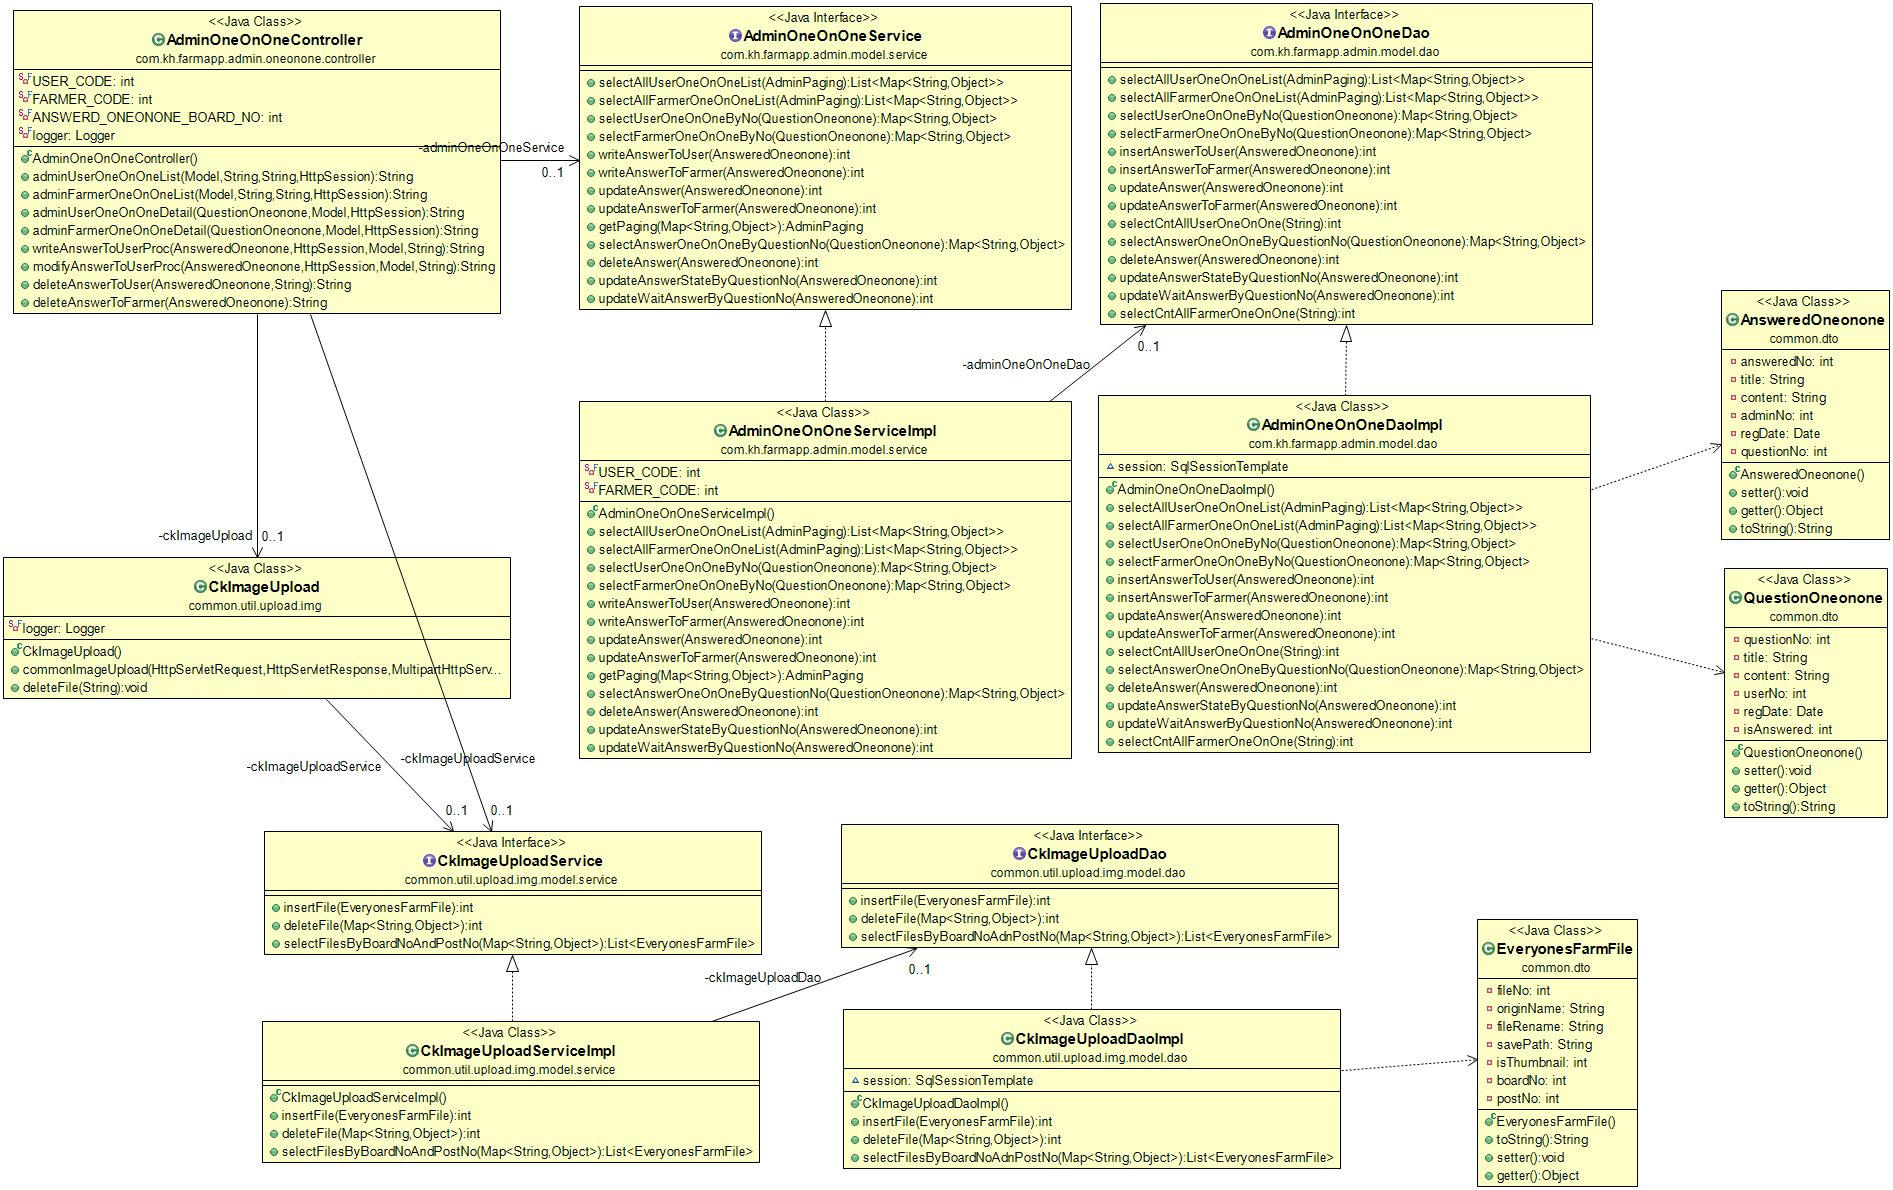 <<Java Class>>
AdminOneOnOneController
com.kh.farmapp.admin.oneonone.controller
USER_CODE: int
FARMER_CODE: int
ANSWERD_ONEONONE_BOARD_NO: int
logger: Logger
AdminOneOnOneController()
adminUserOneOnOneList(Model,String,String,HttpSession):String
adminFarmerOneOnOneList(Model,String,String,HttpSession):String
adminUserOneOnOneDetail(QuestionOneonone,Model,HttpSession):String
adminFarmerOneOnOneDetail(QuestionOneonone,Model,HttpSession):String
writeAnswerToUserProc(AnsweredOneonone,HttpSession,Model,String):String
modifyAnswerToUserProc(AnsweredOneonone,HttpSession,Model,String):String
deleteAnswerToUser(AnsweredOneonone,String):String
deleteAnswerToFarmer(AnsweredOneonone):String
-adminOneOnOneService
0..1
<<Java Interface>>
AdminOneOnOneService
com.kh.farmapp.admin.model.service
selectAllUserOneOnOneList(AdminPaging):List<Map<String,Object>>
selectAllFarmerOneOnOneList(AdminPaging):List<Map<String,Object>>
selectUserOneOnOneByNo(QuestionOneonone):Map<String,Object>
selectFarmerOneOnOneByNo(QuestionOneonone):Map<String,Object>
writeAnswerToUser(AnsweredOneonone):int
writeAnswerToFarmer(AnsweredOneonone):int
updateAnswer(AnsweredOneonone):int
updateAnswerToFarmer(AnsweredOneonone):int
getPaging(Map<String,Object>):AdminPaging
selectAnswerOneOnOneByQuestionNo(QuestionOneonone):Map<String,Object>
deleteAnswer(AnsweredOneonone):int
updateAnswerStateByQuestionNo(AnsweredOneonone):int
updateWaitAnswerByQuestionNo(AnsweredOneonone):int
<<Java Interface>>
AdminOneOnOneDao
com.kh.farmapp.admin.model.dao
selectAllUserOneOnOneList(AdminPaging):List<Map<String,Object>>
selectAllFarmerOneOnOneList(AdminPaging):List<Map<String,Object>>
selectUserOneOnOneByNo(QuestionOneonone):Map<String,Object>
selectFarmerOneOnOneByNo(QuestionOneonone):Map<String,Object>
insertAnswerToUser(AnsweredOneonone):int
insertAnswerToFarmer(AnsweredOneonone):int
updateAnswer(AnsweredOneonone):int
updateAnswerToFarmer(AnsweredOneonone):int
selectCntAllUserOneOnOne(String):int
selectAnswerOneOnOneByQuestionNo(QuestionOneonone):Map<String,Object>
deleteAnswer(AnsweredOneonone):int
updateAnswerStateByQuestionNo(AnsweredOneonone):int
updateWaitAnswerByQuestionNo(AnsweredOneonone):int
selectCntAllFarmerOneOnOne(String):int
-adminOneOnOneDao
0..1
<<Java Class>>
AnsweredOneonone
common.dto
answeredNo: int
title: String
content: String
adminNo: int
regDate: Date
questionNo: int
AnsweredOneonone()
setter():void
getter():Object
toString():String
<<Java Class>>
AdminOneOnOneServiceImpl
com.kh.farmapp.admin.model.service
USER_CODE: int
FARMER_CODE: int
AdminOneOnOneServiceImpl()
selectAllUserOneOnOneList(AdminPaging):List<Map<String,Object>>
selectAllFarmerOneOnOneList(AdminPaging):List<Map<String,Object>>
selectUserOneOnOneByNo(QuestionOneonone):Map<String,Object>
selectFarmerOneOnOneByNo(QuestionOneonone):Map<String,Object>
writeAnswerToUser(AnsweredOneonone):int
writeAnswerToFarmer(AnsweredOneonone):int
updateAnswer(AnsweredOneonone):int
updateAnswerToFarmer(AnsweredOneonone):int
getPaging(Map<String,Object>):AdminPaging
selectAnswerOneOnOneByQuestionNo(QuestionOneonone):Map<String,Object>
deleteAnswer(AnsweredOneonone):int
updateAnswerStateByQuestionNo(AnsweredOneonone):int
updateWaitAnswerByQuestionNo(AnsweredOneonone):int
<<Java Class>>
AdminOneOnOneDaoImpl
com.kh.farmapp.admin.model.dao
session: SqlSessionTemplate
AdminOneOnOneDaoImpl()
selectAllUserOneOnOneList(AdminPaging):List<Map<String,Object>>
selectAllFarmerOneOnOneList(AdminPaging):List<Map<String,Object>>
selectUserOneOnOneByNo(QuestionOneonone):Map<String,Object>
selectFarmerOneOnOneByNo(QuestionOneonone):Map<String,Object>
insertAnswerToUser(AnsweredOneonone):int
insertAnswerToFarmer(AnsweredOneonone):int
updateAnswer(AnsweredOneonone):int
updateAnswerToFarmer(AnsweredOneonone):int
selectCntAllUserOneOnOne(String):int
selectAnswerOneOnOneByQuestionNo(QuestionOneonone):Map<String,Object>
deleteAnswer(AnsweredOneonone):int
updateAnswerStateByQuestionNo(AnsweredOneonone):int
updateWaitAnswerByQuestionNo(AnsweredOneonone):int
selectCntAllFarmerOneOnOne(String):int
<<Java Class>>
QuestionOneonone
common.dto
questionNo: int
title: String
content: String
userNo: int
regDate: Date
isAnswered: int
QuestionOneonone()
setter():void
getter():Object
toString():String
-ckImageUpload
0..1
<<Java Class>>
CkImageUpload
common.util.upload.img
logger: Logger
CkImageUpload()
commonImageUpload(HttpServletRequest,HttpServletResponse,MultipartHttpServ...
deleteFile(String):void
-ckImageUploadService
0..1
-ckImageUploadService
0..1
<<Java Interface>>
CkImageUploadService
common.util.upload.img.model.service
insertFile(EveryonesFarmFile):int
deleteFile(Map<String,Object>):int
selectFilesByBoardNoAndPostNo(Map<String,Object>):List<EveryonesFarmFile>
<<Java Interface>>
CkImageUploadDao
common.util.upload.img.model.dao
insertFile(EveryonesFarmFile):int
deleteFile(Map<String,Object>):int
selectFilesByBoardNoAdnPostNo(Map<String,Object>):List<EveryonesFarmFile>
-ckImageUploadDao
0..1
<<Java Class>>
CkImageUploadServiceImpl
common.util.upload.img.model.service
CkImageUploadServiceImpl()
insertFile(EveryonesFarmFile):int
deleteFile(Map<String,Object>):int
selectFilesByBoardNoAndPostNo(Map<String,Object>):List<EveryonesFarmFile>
<<Java Class>>
CkImageUploadDaoImpl
common.util.upload.img.model.dao
session: SqlSessionTemplate
CkImageUploadDaoImpl()
insertFile(EveryonesFarmFile):int
deleteFile(Map<String,Object>):int
selectFilesByBoardNoAdnPostNo(Map<String,Object>):List<EveryonesFarmFile>
<<Java Class>>
EveryonesFarmFile
common.dto
fileNo: int
originName: String
fileRename: String
savePath: String
isThumbnail: int
boardNo: int
postNo: int
EveryonesFarmFile()
toString():String
setter():void
getter():Object